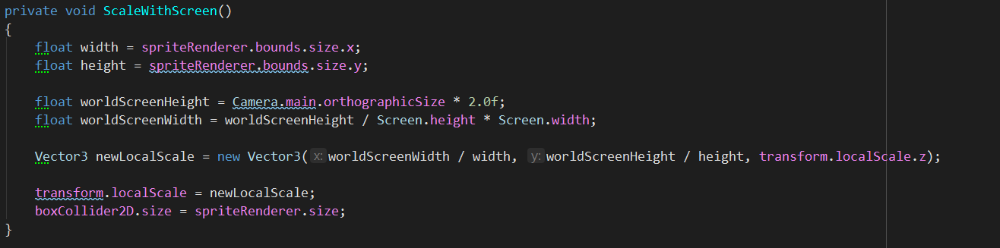 private void ScaleWithScreen()
{
float width = spriteRenderer.bounds.size.x;
float height = spriteRenderer.bounds.size.y;
float worldScreenHeight = Camera.main.orthographicSize * 2.0f;
float worldScreenWidth = worldScreenHeight / Screen.height * Screen.width;
Vector3 newLocalScale = new Vector3(x: worldScreenWidth / width, y: worldScreenHeight / height, transform.localScale.z);
transform.localScale = newLocalScale;
boxCollider2D.size = spriteRenderer.size;
}